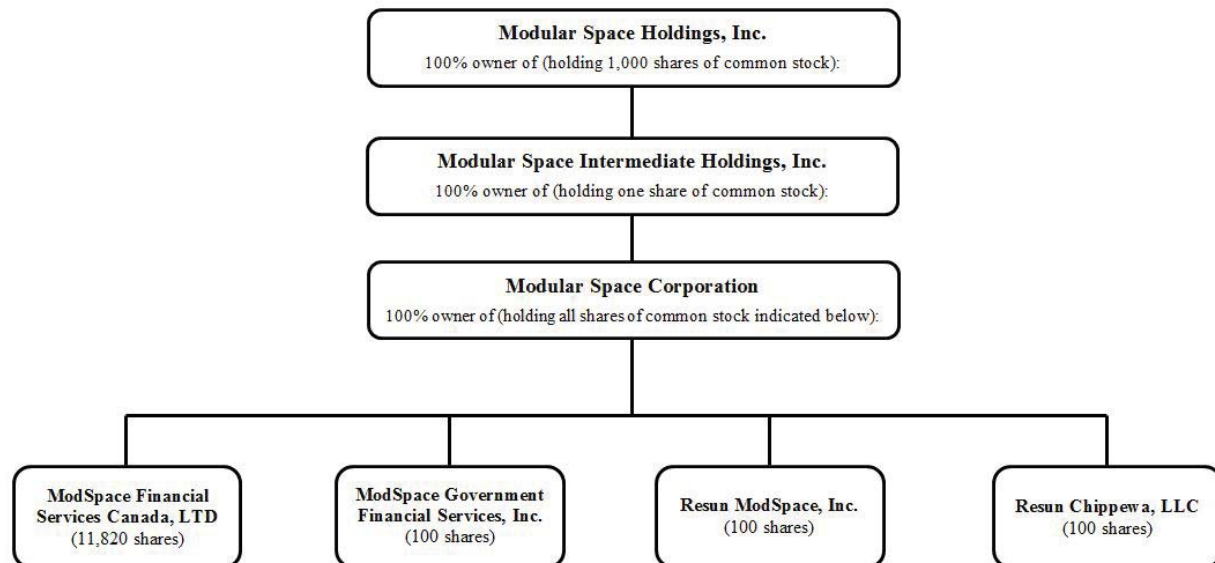 Modular Space Holdings, Inc.
100% owner of (holding 1,000 shares of common stock):
Modular Space Intermediate Holdings, Inc.
100% owner of (holding one share of common stock):
Modular Space Corporation
100% owner of (holding all shares of common stock indicated below):
ModSpace Financial
Services Canada, LTD
(11,820 shares)
ModSpace Government
Financial Services, Inc.
(100 shares)
Resun ModSpace, Inc.
(100 shares)
Resun Chippewa, LLC
(100 shares)